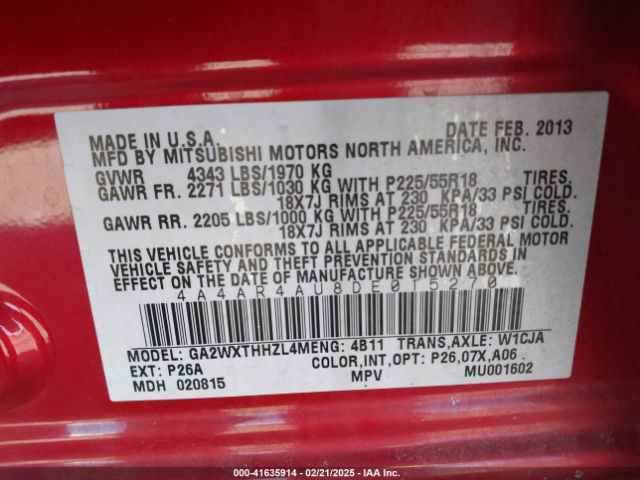 MADE IN U.S.A. DATE FEB. 2013
MFD BY MITSUBISHI MOTORS NORTH AMERICA, INC.
GVWR 4343 LBS/1970 KG
GAWR FR. 2271 LBS/1030 KG WITH P225/55R18 TIRES.
18X7J RIMS AT 230 KPA/33 PSI COLD.
GAWR RR. 2205 LBS/1000 KG WITH P225/55R18 TIRES.
18X7J RIMS AT 230 KPA/33 PSI COLD.
THIS VEHICLE CONFORMS TO ALL APPLICABLE FEDERAL MOTOR
VEHICLE SAFETY AND THEFT PREVENTION STANDARDS IN
EFFECT ON THE DATE OF MANUFACTURE SHOWN ABOVE.
4A4AR4AU8DE015270
MODEL: GA2WXTHHZL4MENG: 4B11 TRANS,AXLE: W1CJA
EXT: P26A COLOR,INT,OPT: P26,07X,A06
MDH 020815 MPV MU001602
000-41635914 - 02/21/2025 - IAA Inc.